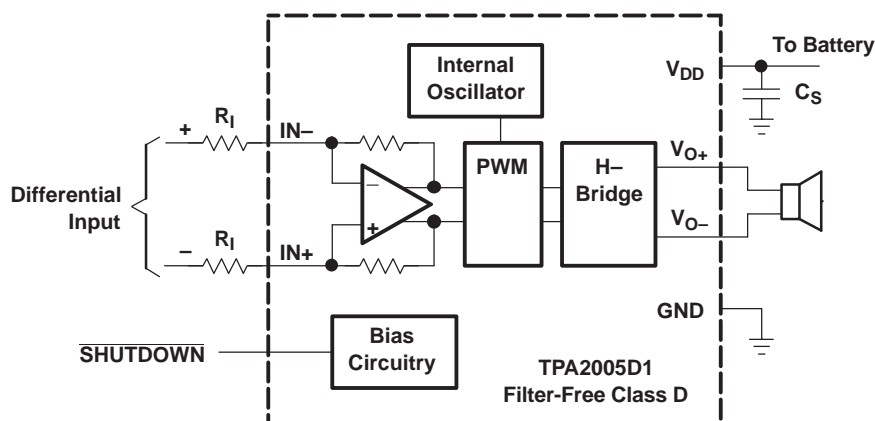 To Battery
Internal
Oscillator
VDD
CS
RI
+
IN–
VO+
PWM
H–
Bridge
–
Differential
Input
+
VO–
RI
–
IN+
GND
SHUTDOWN
Bias
Circuitry
TPA2005D1
Filter-Free Class D